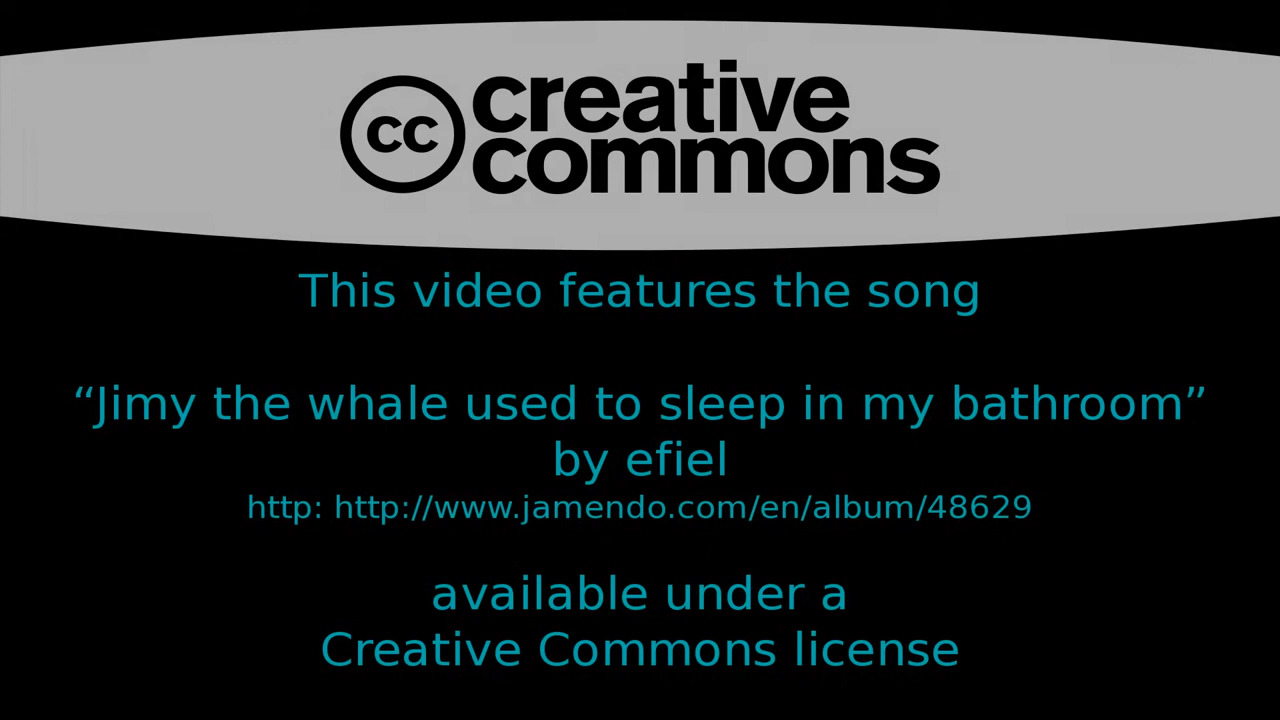 cc creative
commons
This video features the song
“Jimy the whale used to sleep in my bathroom”
by efiel
http: http://www.jamendo.com/en/album/48629
available under a
Creative Commons license